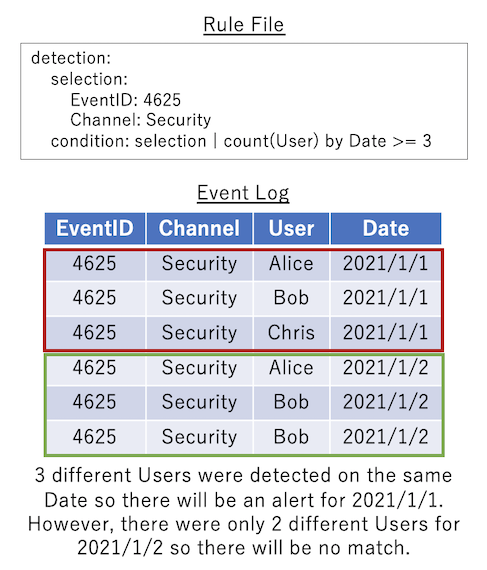 Rule File
detection:
selection:
EventID: 4625
Channel: Security
condition: selection | count(User) by Date >= 3
Event Log
EventID Channel User Date
4625 Security Alice 2021/1/1
4625 Security Bob 2021/1/1
4625 Security Chris 2021/1/1
4625 Security Alice 2021/1/2
4625 Security Bob 2021/1/2
4625 Security Bob 2021/1/2
3 different Users were detected on the same
Date so there will be an alert for 2021/1/1.
However, there were only 2 different Users for
2021/1/2 so there will be no match.